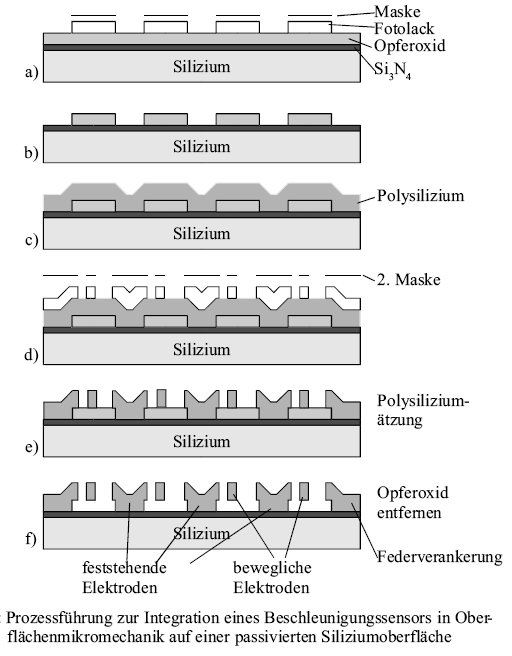 Maske
Fotolack
Opferoxid
Si3N4
Silizium
a)
Silizium
b)
Polysilizium
Silizium
c)
2. Maske
Silizium
d)
Polysilizium-
ätzung
Silizium
e)
Opferoxid
entfernen
Silizium
f)
Federverankerung
feststehende
Elektroden
bewegliche
Elektroden
: Prozessführung zur Integration eines Beschleunigungssensors in Ober-
flächenmikromechanik auf einer passivierten Siliziumoberfläche